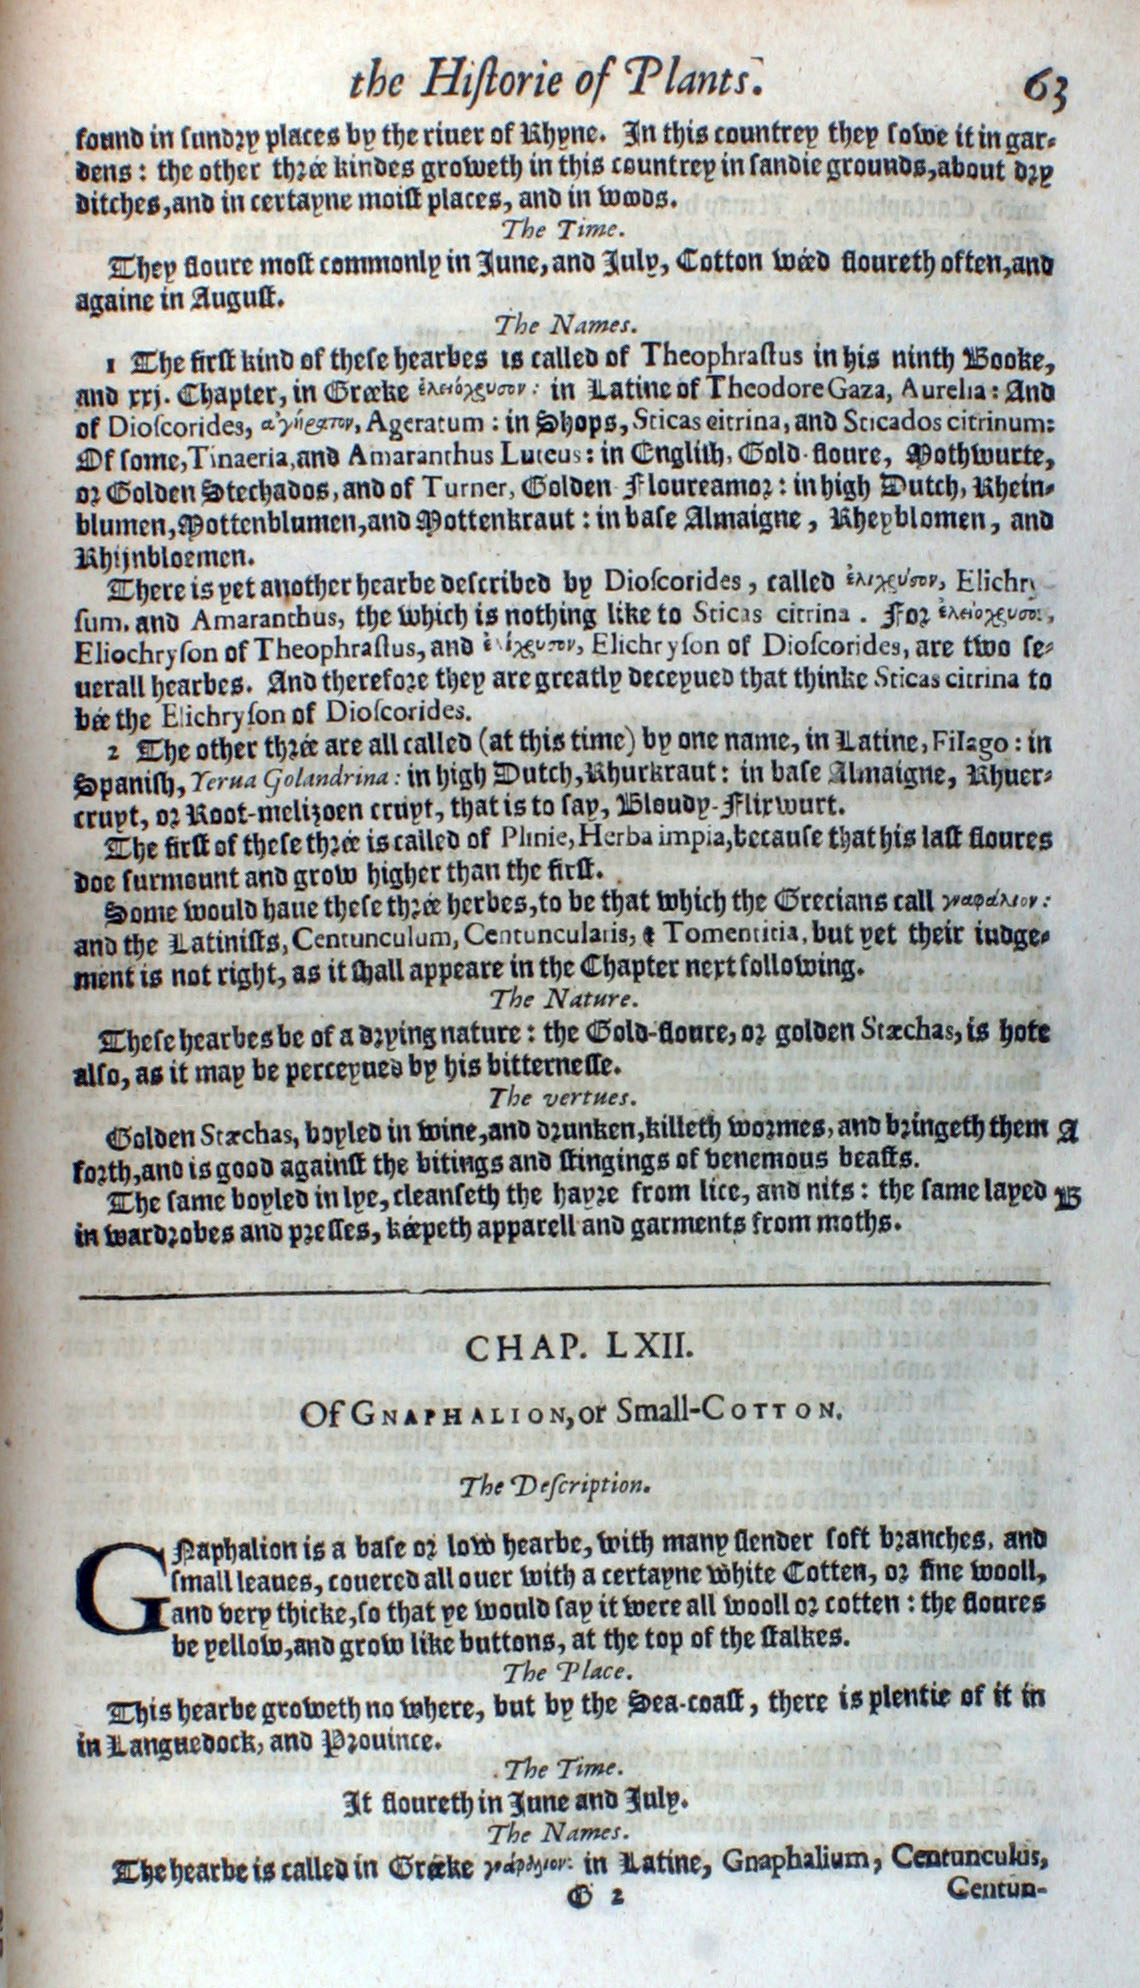 the Hiſtorie of Plants. 63
found in ſundry places by the riuer of Rhyne. In this countrey they ſowe it in gar-
dens: the other thrée kindes groweth in this countrey in ſandie grounds, about dry
ditches, and in certayne moiſt places, and in woods.
The Time.
They floure moſt commonly in June, and July, Cotton wéed floureth often, and
againe in Auguſt.
The Names.
1 The firſt kind of theſe hearbes is called of Theophraſtus in his ninth Booke,
and xxj. Chapter, in Gréeke ἐλειόχρυσον: in Latine of Theodore Gaza, Aurelia: And
of Dioſcorides, ἀγήρατον, Ageratum: in Shops, Sticas citrina, and Sticados citrinum:
Of ſome, Tinaeria, and Amaranthus Luteus: in Engliſh, Gold-floure, Mothwurte,
or Golden Stechados, and of Turner, Golden Floureamor: in high Dutch, Rhein-
blumen, Mottenblumen, and Mottenkraut: in baſe Almaigne, Rheyblomen, and
Rhijnbloemen.
There is yet another hearbe deſcribed by Dioſcorides, called ἑλίχρυσον, Elichry
ſum. and Amaranthus, the which is nothing like to Sticas citrina. For ἐλειόχρυσον,
Eliochryſon of Theophraſtus, and ἑλίχρυσον, Elichryſon of Dioſcorides, are two ſe-
uerall hearbes. And therefore they are greatly deceyued that thinke Sticas citrina to
bée the Elichryſon of Dioſcorides.
2 The other thrée are all called (at this time) by one name, in Latine, Filago: in
Spaniſh, Yerua Golandrina: in high Dutch, Rhurkraut: in baſe Almaigne, Rhuer-
cruyt, or Root-melizoen cruyt, that is to ſay, Bloudy-Flixwurt.
The firſt of theſe thrée is called of Plinie, Herba impia, becauſe that his laſt floures
doe ſurmount and grow higher than the firſt.
Some would haue theſe thrée herbes, to be that which the Grecians call γναφάλιον:
and the Latiniſts, Centunculum, Centuncularis, & Tomentitia, but yet their iudge-
ment is not right, as it ſhall appeare in the Chapter next following.
The Nature.
Theſe hearbes be of a drying nature: the Gold-floure, or golden Stæchas, is hote
alſo, as it may be perceyued by his bitterneſſe.
The vertues.
Golden Stæchas, boyled in wine, and drunken, killeth wormes, and bringeth them A
forth, and is good againſt the bitings and ſtingings of venemous beaſts.
The ſame boyled in lye, cleanſeth the hayre from lice, and nits: the ſame layed B
in wardrobes and preſſes, kéepeth apparell and garments from moths.
CHAP. LXII.
Of GNAPHALION, or Small-COTTON.
The Deſcription.
GNaphalion is a baſe or low hearbe, with many ſlender ſoft branches, and
ſmall leaues, couered all ouer with a certayne white Cotten, or fine wooll,
and very thicke, ſo that ye would ſay it were all wooll or cotten: the floures
be yellow, and grow like buttons, at the top of the ſtalkes.
The Place.
This hearbe groweth no where, but by the Sea-coaſt, there is plentie of it in
in Languedock, and Prouince.
The Time.
It floureth in June and July.
The Names.
The hearbe is called in Gréeke in Latine, Gnaphalium, Centunculus,
G 2
Centun-